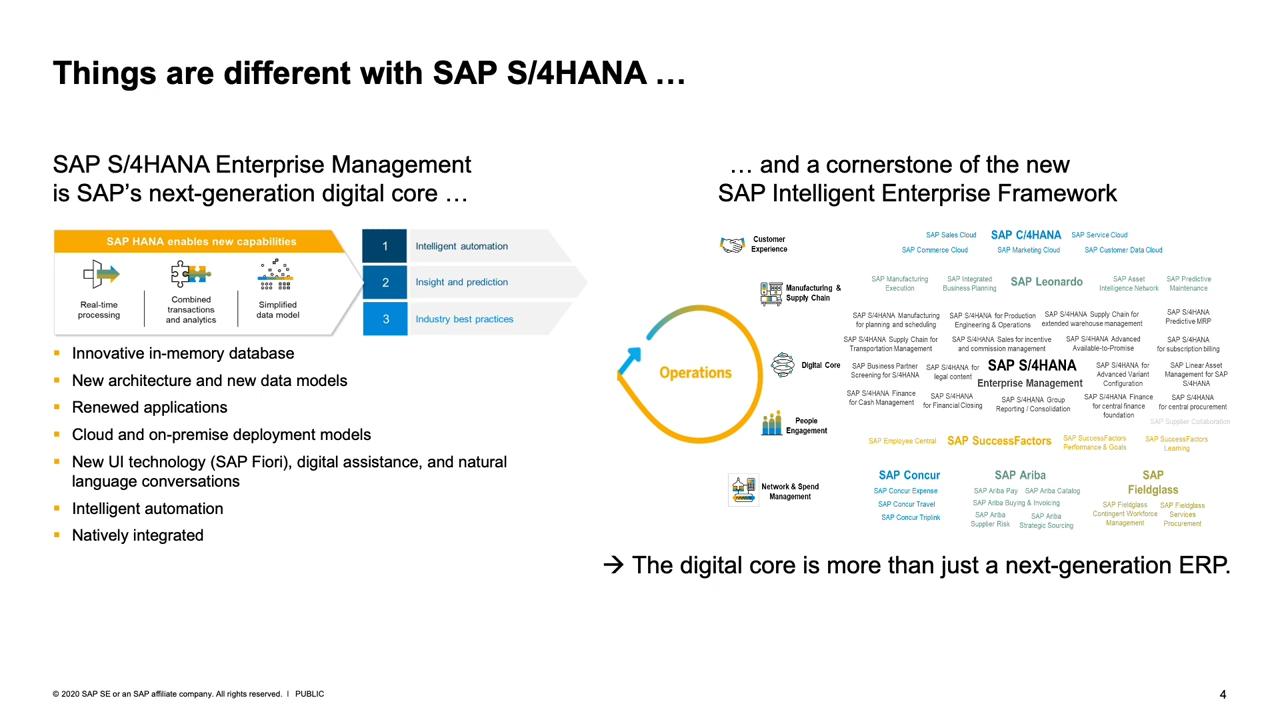 Things are different with SAP S/4HANA …
SAP S/4HANA Enterprise Management
is SAP’s next-generation digital core …
SAP HANA enables new capabilities
Real-time
processing
Combined
transactions
and analytics
Simplified
data model
1 Intelligent automation
2 Insight and prediction
3 Industry best practices
▪ Innovative in-memory database
▪ New architecture and new data models
▪ Renewed applications
▪ Cloud and on-premise deployment models
▪ New UI technology (SAP Fiori), digital assistance, and natural
language conversations
▪ Intelligent automation
▪ Natively integrated
… and a cornerstone of the new
SAP Intelligent Enterprise Framework
Operations
Customer
Experience
SAP Sales Cloud SAP C/4HANA SAP Service Cloud
SAP Commerce Cloud SAP Marketing Cloud SAP Customer Data Cloud
Manufacturing &
Supply Chain
SAP Manufacturing
Execution
SAP Integrated
Business Planning
SAP Leonardo
SAP Asset
Intelligence Network
SAP Predictive
Maintenance
SAP S/4HANA Manufacturing
for planning and scheduling
SAP S/4HANA for Production
Engineering & Operations
SAP S/4HANA Supply Chain for
extended warehouse management
SAP S/4HANA
Predictive MRP
SAP S/4HANA Supply Chain for
Transportation Management
SAP S/4HANA Sales for incentive
and commission management
SAP S/4HANA Advanced
Available-to-Promise
SAP S/4HANA
for subscription billing
Digital Core
SAP Business Partner
Screening for S/4HANA
SAP S/4HANA for
legal content
SAP S/4HANA
Enterprise Management
SAP S/4HANA for
Advanced Variant
Configuration
SAP Linear Asset
Management for SAP
S/4HANA
SAP S/4HANA Finance
for Cash Management
SAP S/4HANA
for Financial Closing
SAP S/4HANA Group
Reporting / Consolidation
SAP S/4HANA Finance
for central finance
foundation
SAP S/4HANA
for central procurement
SAP Supplier Collaboration
People
Engagement
SAP Employee Central
SAP SuccessFactors
SAP SuccessFactors
Performance & Goals
SAP SuccessFactors
Learning
Network & Spend
Management
SAP Concur
SAP Concur Expense
SAP Concur Travel
SAP Concur Triplink
SAP Ariba
SAP Ariba Pay SAP Ariba Catalog
SAP Ariba Buying & Invoicing
SAP Ariba
Supplier Risk
SAP Ariba
Strategic Sourcing
SAP
Fieldglass
SAP Fieldglass
Contingent Workforce
Management
SAP Fieldglass
Services
Procurement
→ The digital core is more than just a next-generation ERP.
© 2020 SAP SE or an SAP affiliate company. All rights reserved. ǀ PUBLIC
4